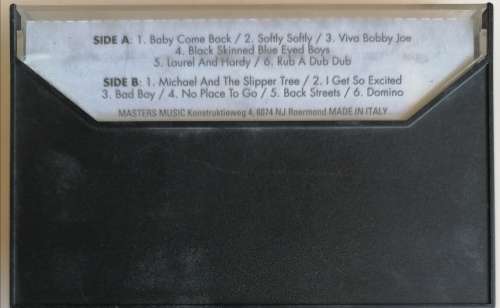 SIDE A: 1. Baby Come Back / 2. Softly Softly / 3. Viva Bobby Joe
4. Black Skinned Blue Eyed Boys
5. Laurel And Hardy / 6. Rub A Dub Dub
SIDE B: 1. Michael And The Slipper Tree / 2. I Get So Excited
3. Bad Boy / 4. No Place To Go / 5. Back Streets / 6. Domino
MASTERS MUSIC Konstruktieweg 4, 6074 NJ Roermond MADE IN ITALY